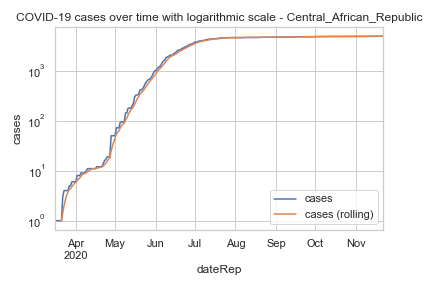 COVID-19 cases over time with logarithmic scale - Central_African_Republic
cases
10³
10²
10¹
10⁰
cases
cases (rolling)
Apr May Jun Jul Aug Sep Oct Nov
2020
dateRep